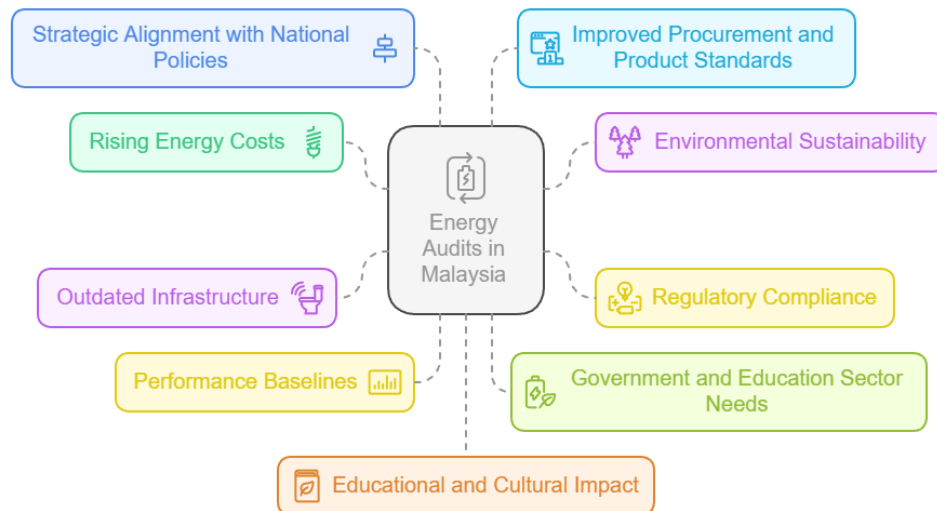 Strategic Alignment with National
Policies
Improved Procurement and
Product Standards
Rising Energy Costs
Environmental Sustainability
Energy
Audits in
Malaysia
Outdated Infrastructure
Regulatory Compliance
Performance Baselines
Government and Education Sector
Needs
Educational and Cultural Impact